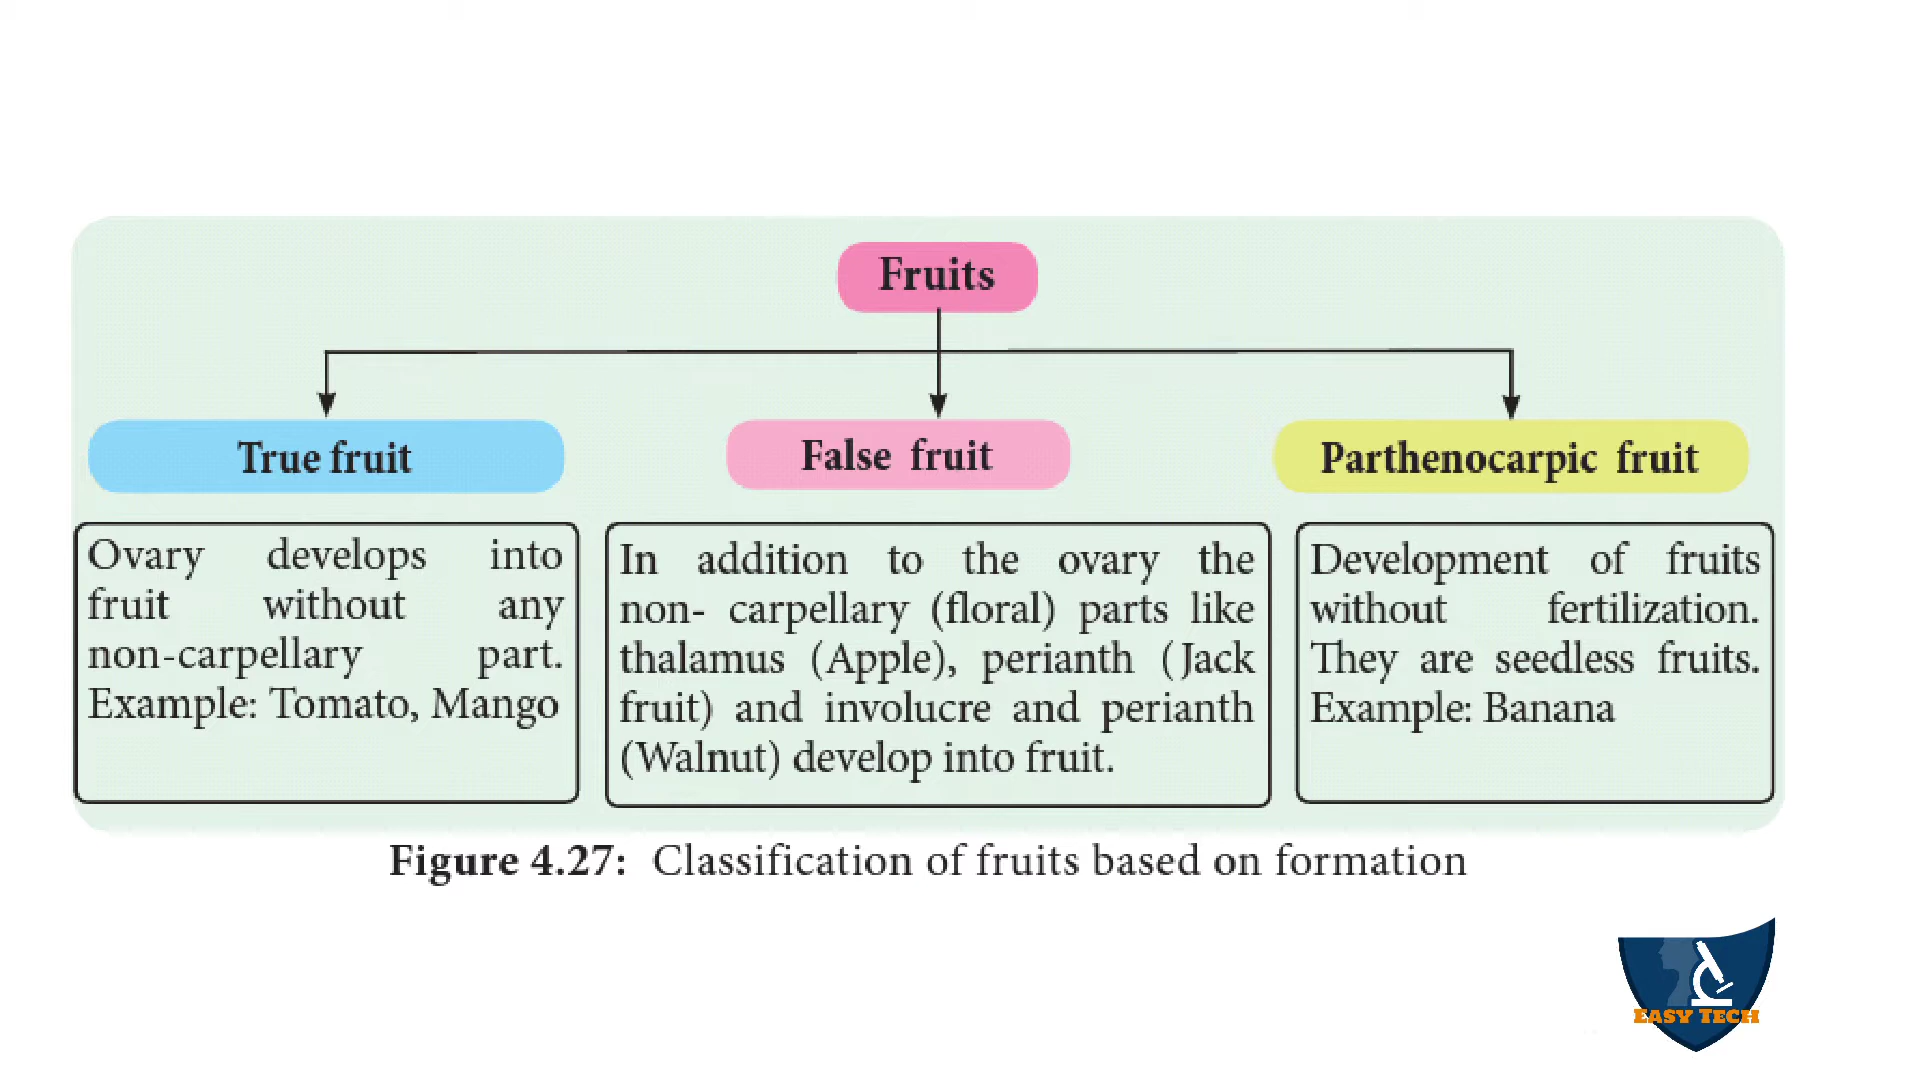 Fruits
True fruit
False fruit
Parthenocarpic fruit
Ovary develops into
fruit without any
non-carpellary part.
Example: Tomato, Mango
In addition to the ovary the
non- carpellary (floral) parts like
thalamus (Apple), perianth (Jack
fruit) and involucre and perianth
(Walnut) develop into fruit.
Development of fruits
without fertilization.
They are seedless fruits.
Example: Banana
Figure 4.27: Classification of fruits based on formation
EASY TECH